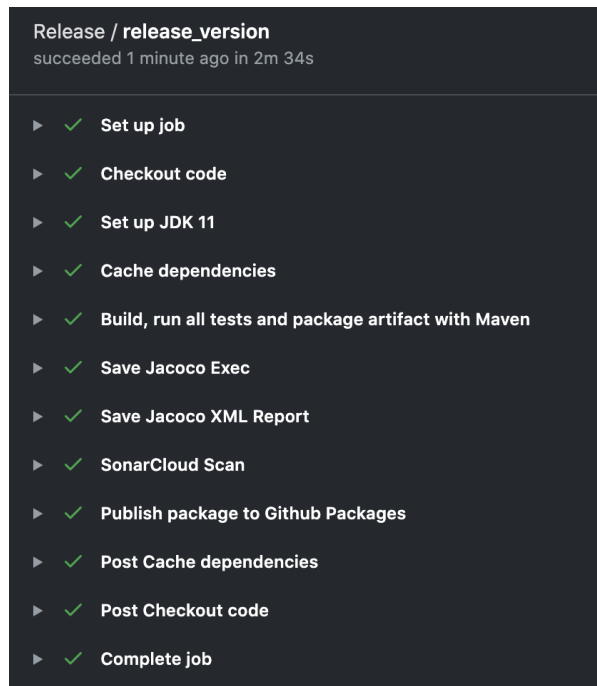 Release / release_version
succeeded 1 minute ago in 2m 34s
Set up job
Checkout code
Set up JDK 11
Cache dependencies
Build, run all tests and package artifact with Maven
Save Jacoco Exec
Save Jacoco XML Report
SonarCloud Scan
Publish package to Github Packages
Post Cache dependencies
Post Checkout code
Complete job